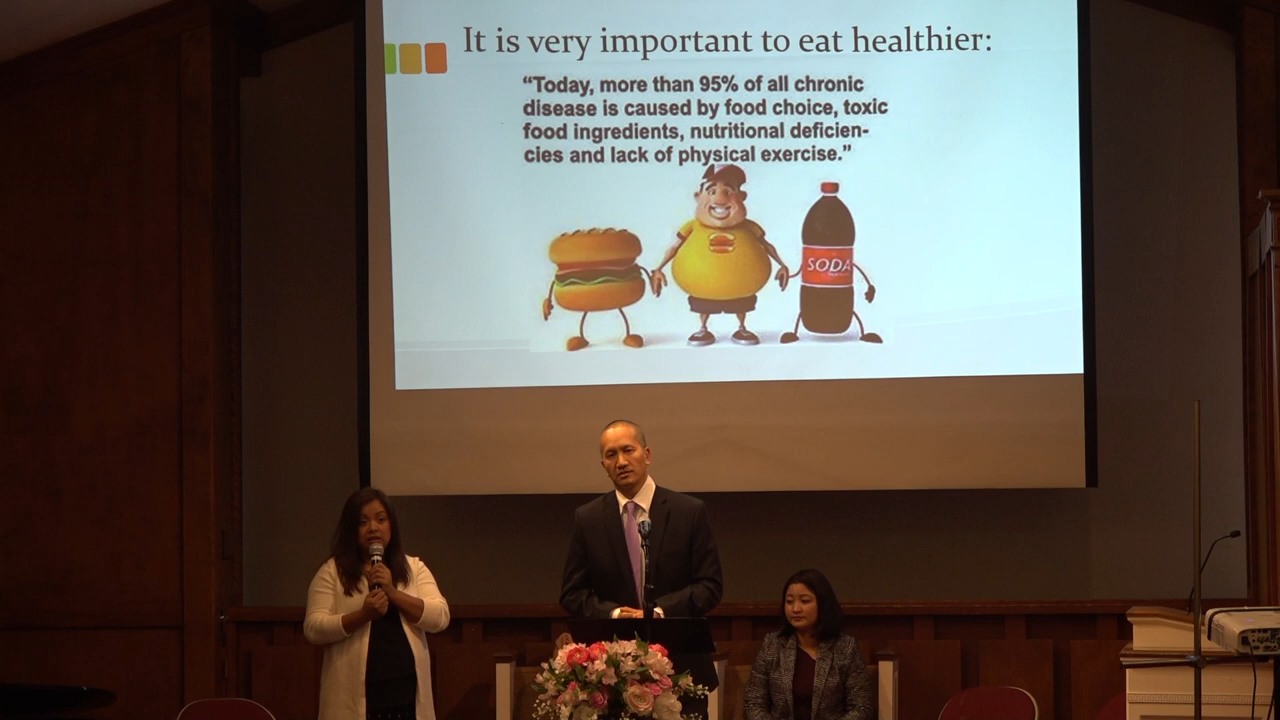 It is very important to eat healthier:
“Today, more than 95% of all chronic
disease is caused by food choice, toxic
food ingredients, nutritional deficien-
cies and lack of physical exercise.”
SODA